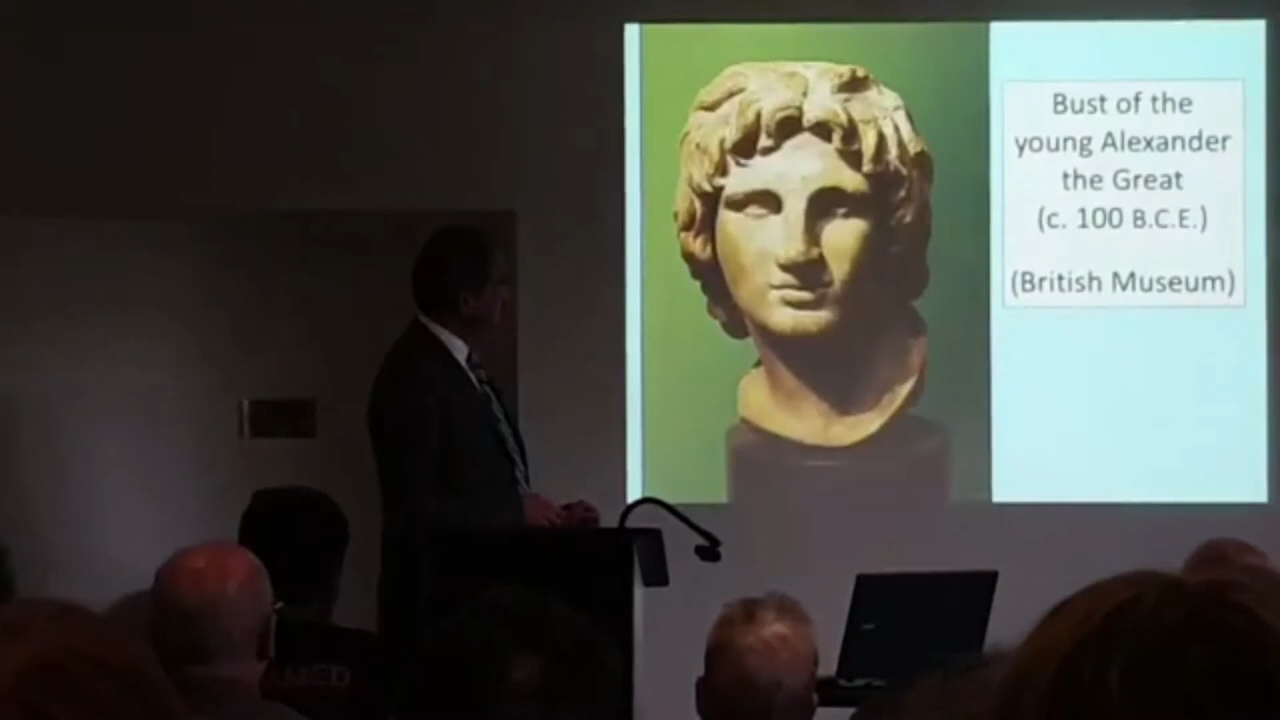 Bust of the
young Alexander
the Great
(c. 100 B.C.E.)
(British Museum)